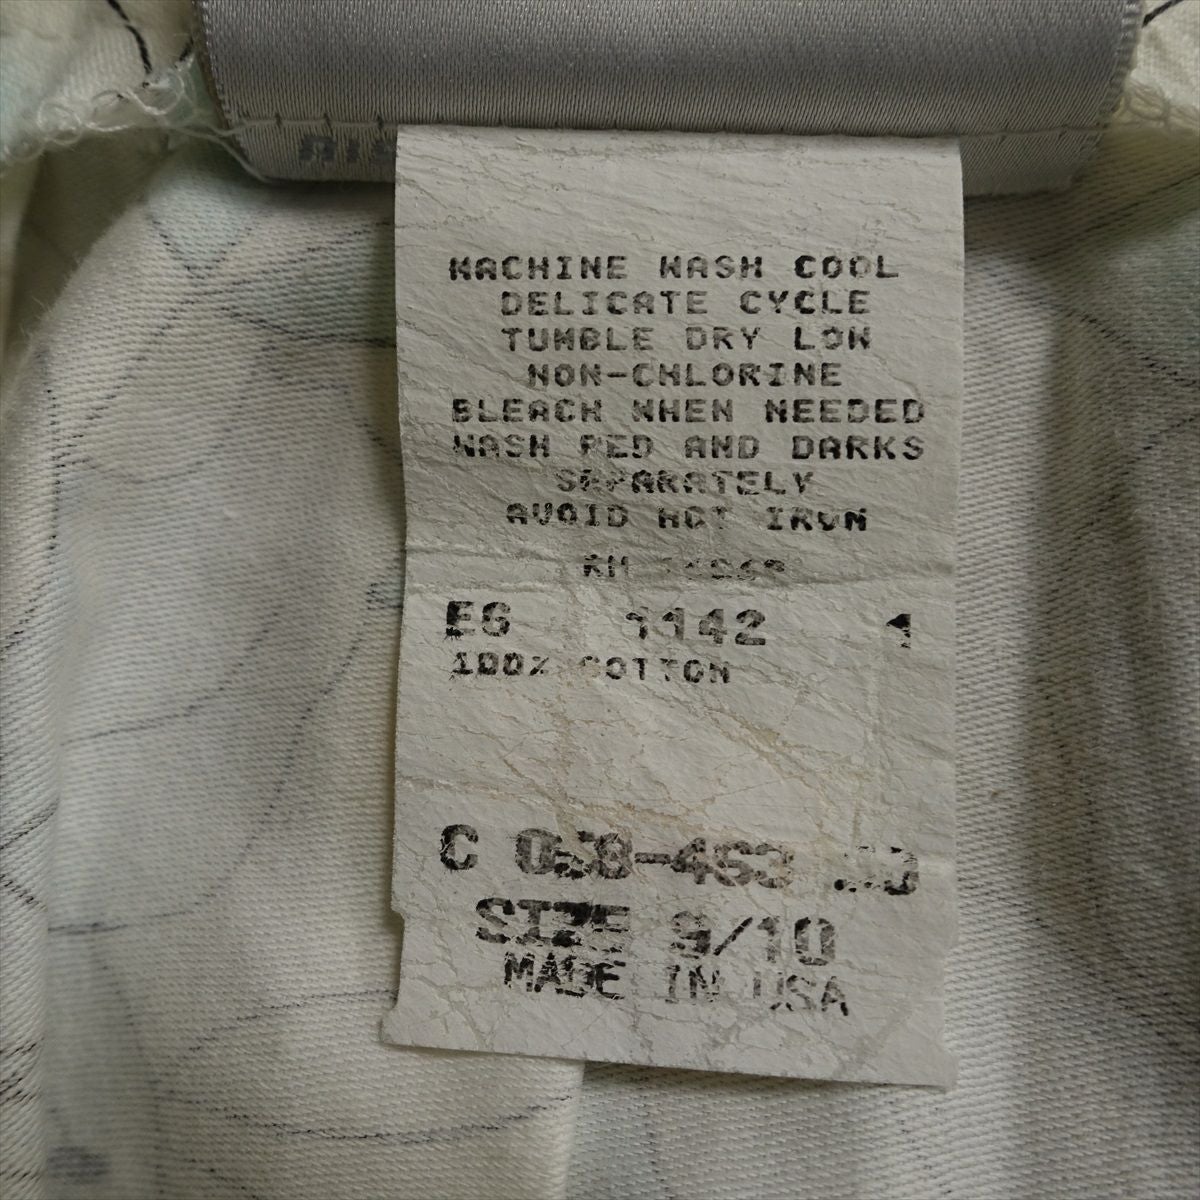 MACHINE WASH COOL
DELICATE CYCLE
TUMBLE DRY LOW
NON-CHLORINE
BLEACH WHEN NEEDED
WASH RED AND DARKS
SEPARATELY
AVOID HOT IRON
EG 1142 1
100% COTTON
C
SIZE 9/10
MADE IN USA